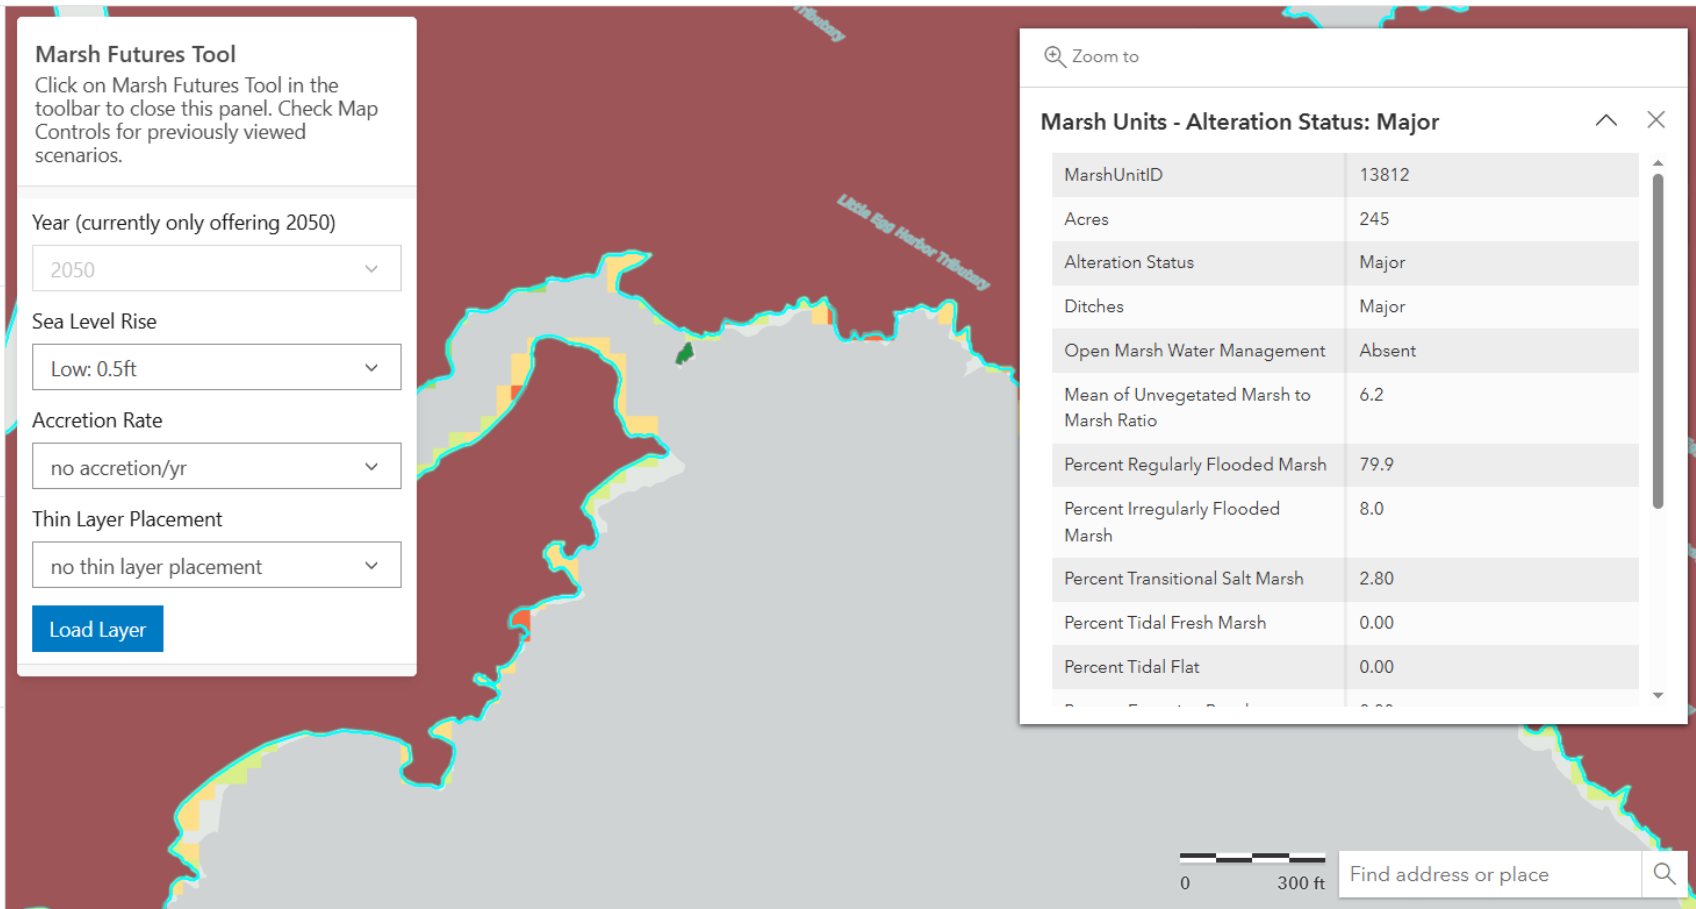 Marsh Futures Tool
Click on Marsh Futures Tool in the
toolbar to close this panel. Check Map
Controls for previously viewed
scenarios.
Year (currently only offering 2050)
2050
Sea Level Rise
Low: 0.5ft
Accretion Rate
no accretion/yr
Thin Layer Placement
no thin layer placement
Load Layer
Tributary
Little Egg Harbor Tributary
Zoom to
Marsh Units - Alteration Status: Major
MarshUnitID 13812
Acres 245
Alteration Status Major
Ditches Major
Open Marsh Water Management Absent
Mean of Unvegetated Marsh to 6.2
Marsh Ratio
Percent Regularly Flooded Marsh 79.9
Percent Irregularly Flooded 8.0
Marsh
Percent Transitional Salt Marsh 2.80
Percent Tidal Fresh Marsh 0.00
Percent Tidal Flat 0.00
0 300 ft
Find address or place